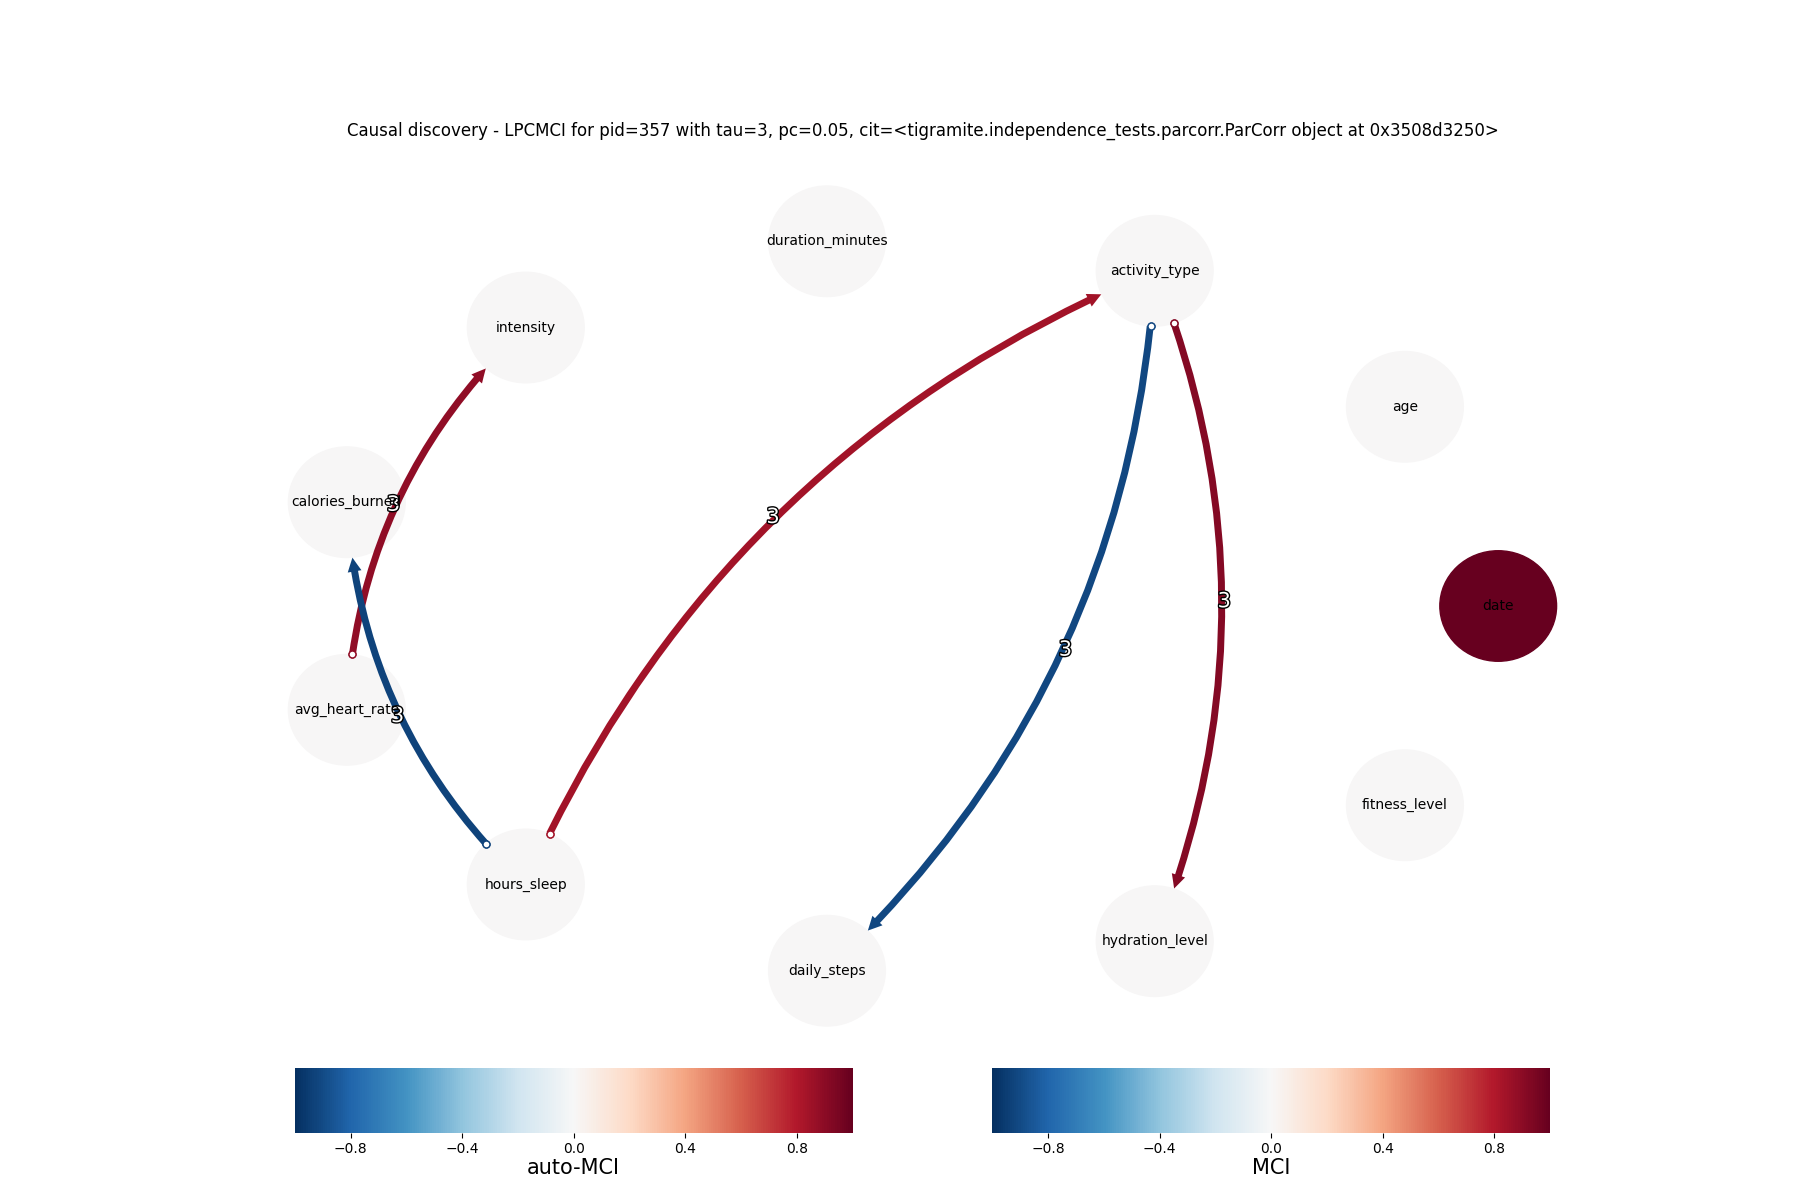 Causal discovery - LPCMCI for pid=357 with tau=3, pc=0.05, cit=<tigramite.independence_tests.parcorr.ParCorr object at 0x3508d3250>
duration_minutes
activity_type
intensity
age
calories_burned
3
3
3
date
3
avg_heart_rate
3
fitness_level
hours_sleep
hydration_level
daily_steps
−0.8 −0.4 0.0 0.4 0.8
auto-MCI
−0.8 −0.4 0.0 0.4 0.8
MCI